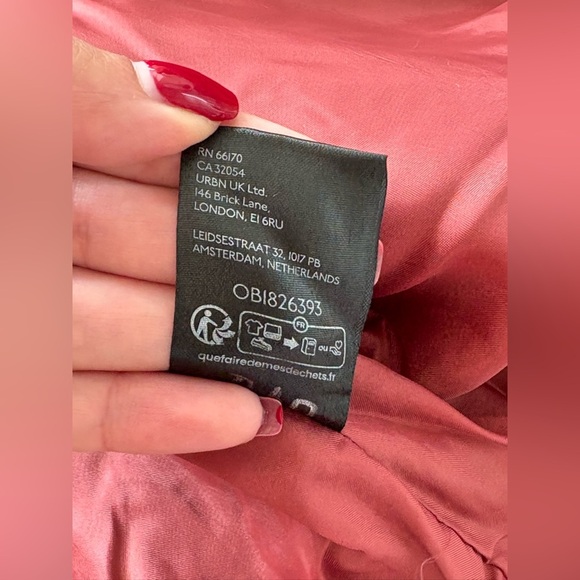 RN 66170
CA 32054
URBN UK Ltd.
146 Brick Lane,
LONDON, E1 6RU
LEIDSESTRAAT 32, 1017 PB
AMSTERDAM, NETHERLANDS
OB1826393
FR
ou
quefairedemesdechets.fr